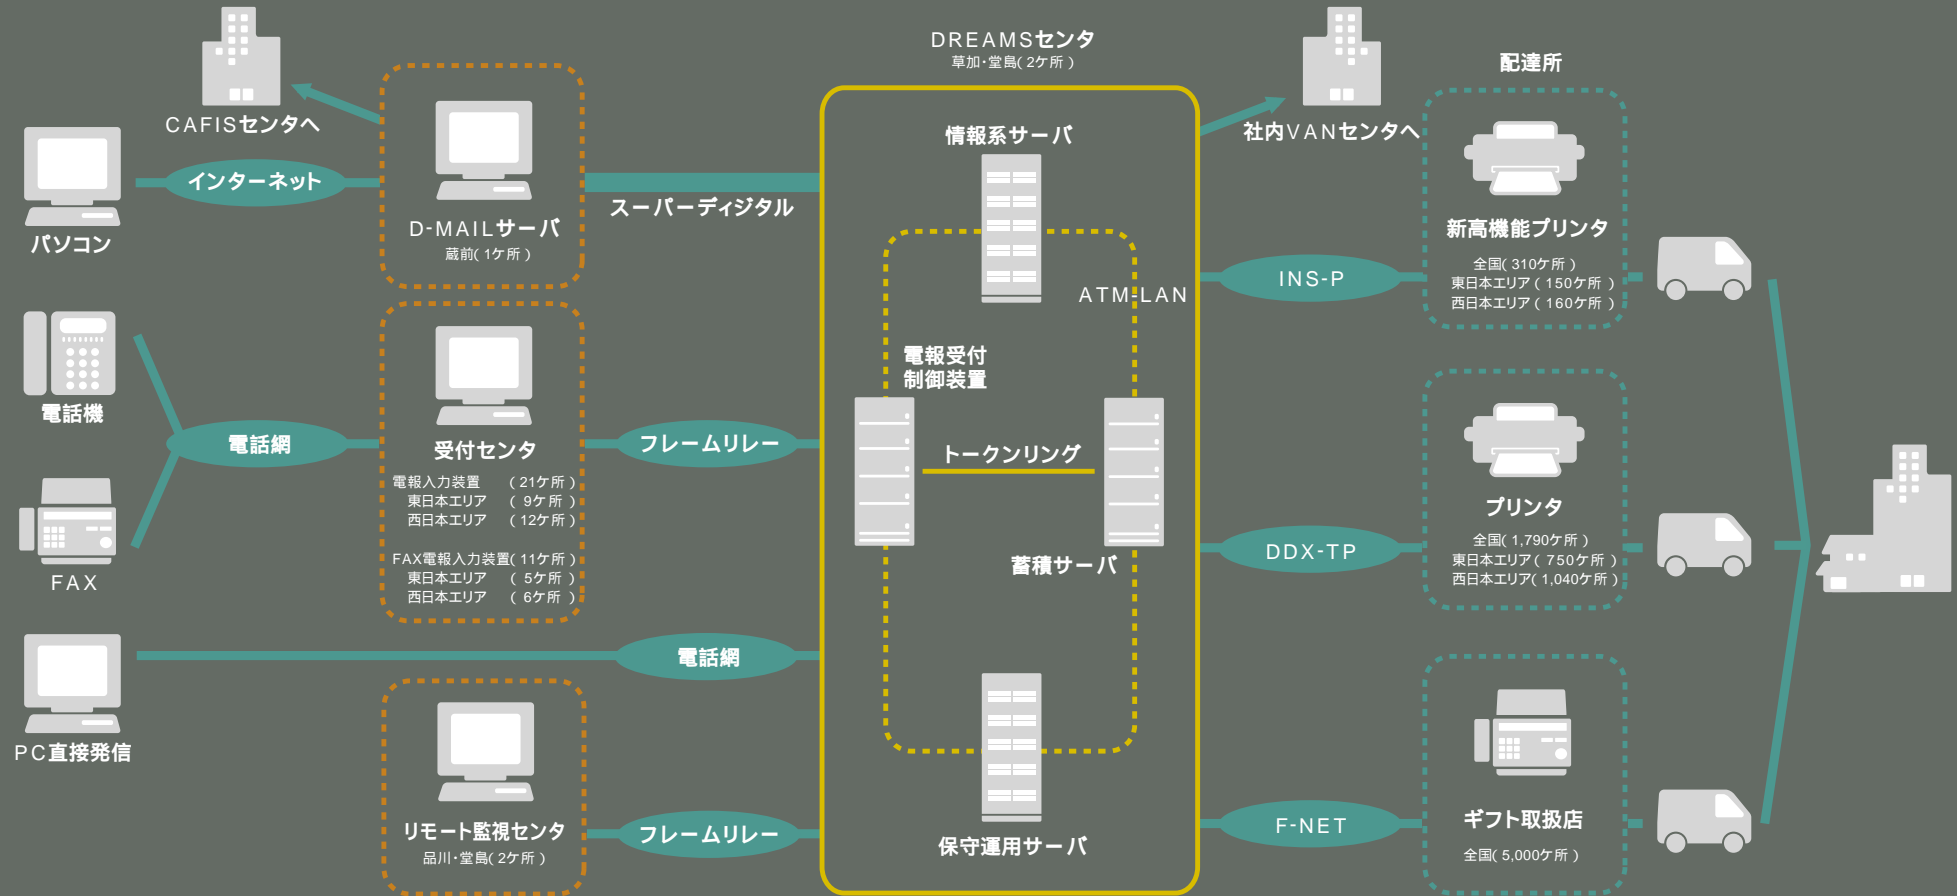 CAFISセンタへ
パソコン
インターネット
D-MAILサーバ
蔵前(1ケ所)
スーパーディジタル
電話機
FAX
電話網
受付センタ
電報入力装置 (21ケ所)
東日本エリア (9ケ所)
西日本エリア (12ケ所)
FAX電報入力装置(11ケ所)
東日本エリア (5ケ所)
西日本エリア (6ケ所)
フレームリレー
PC直接発信
電話網
リモート監視センタ
品川・堂島(2ケ所)
フレームリレー
DREAMSセンタ
草加・堂島(2ケ所)
情報系サーバ
ATM-LAN
電報受付
制御装置
トークンリング
蓄積サーバ
保守運用サーバ
社内VANセンタへ
配達所
INS-P
新高機能プリンタ
全国(310ケ所)
東日本エリア(150ケ所)
西日本エリア(160ケ所)
DDX-TP
プリンタ
全国(1,790ケ所)
東日本エリア(750ケ所)
西日本エリア(1,040ケ所)
F-NET
ギフト取扱店
全国(5,000ケ所)